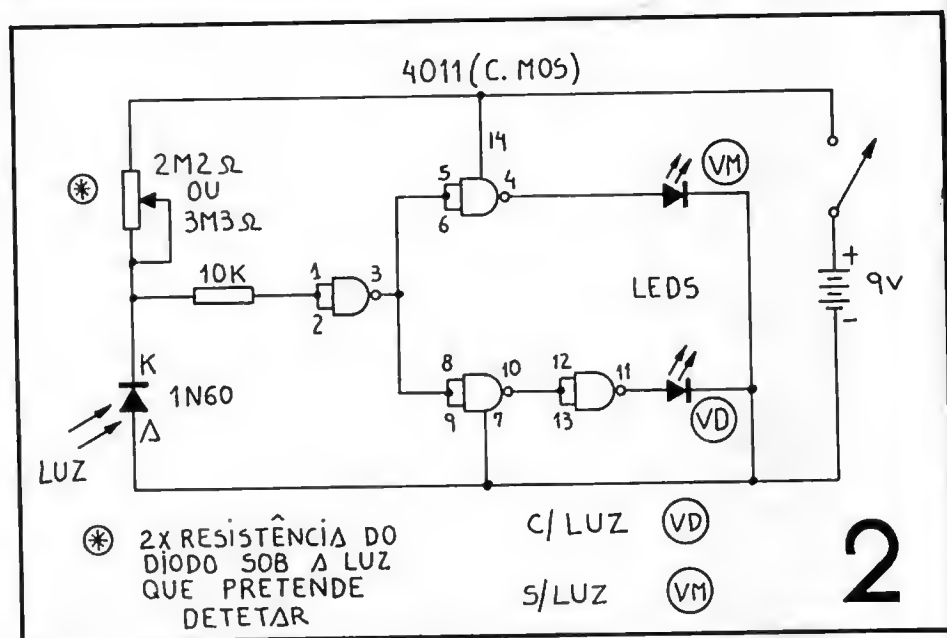 4011 (C. MOS)
14
2M2Ω
OU
3M3Ω
✱
5
6
4
VM
10K
1
2
3
LEDS
+
-
9V
K
1N60
A
LUZ
8
9
10
7
12
13
11
VD
✱ 2X RESISTÊNCIA DO
DIODO SOB A LUZ
QUE PRETENDE
DETETAR
C/LUZ VD
S/LUZ VM
2